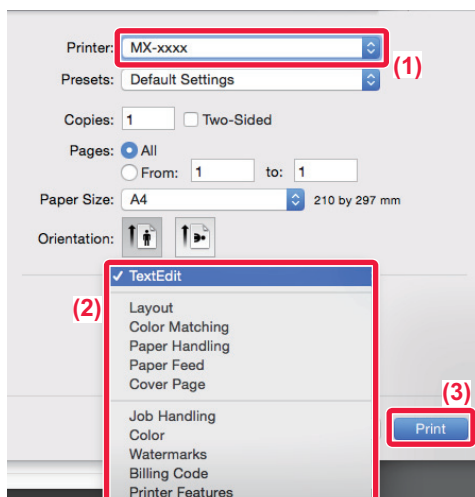 Printer: MX-xxxx
(1)
Presets: Default Settings
Copies: 1 Two-Sided
Pages: All
From: 1 to: 1
Paper Size: A4 210 by 297 mm
Orientation:
✓ TextEdit
(2)
Layout
Color Matching
Paper Handling
Paper Feed
Cover Page
(3)
Job Handling
Print
Color
Watermarks
Billing Code
Printer Features